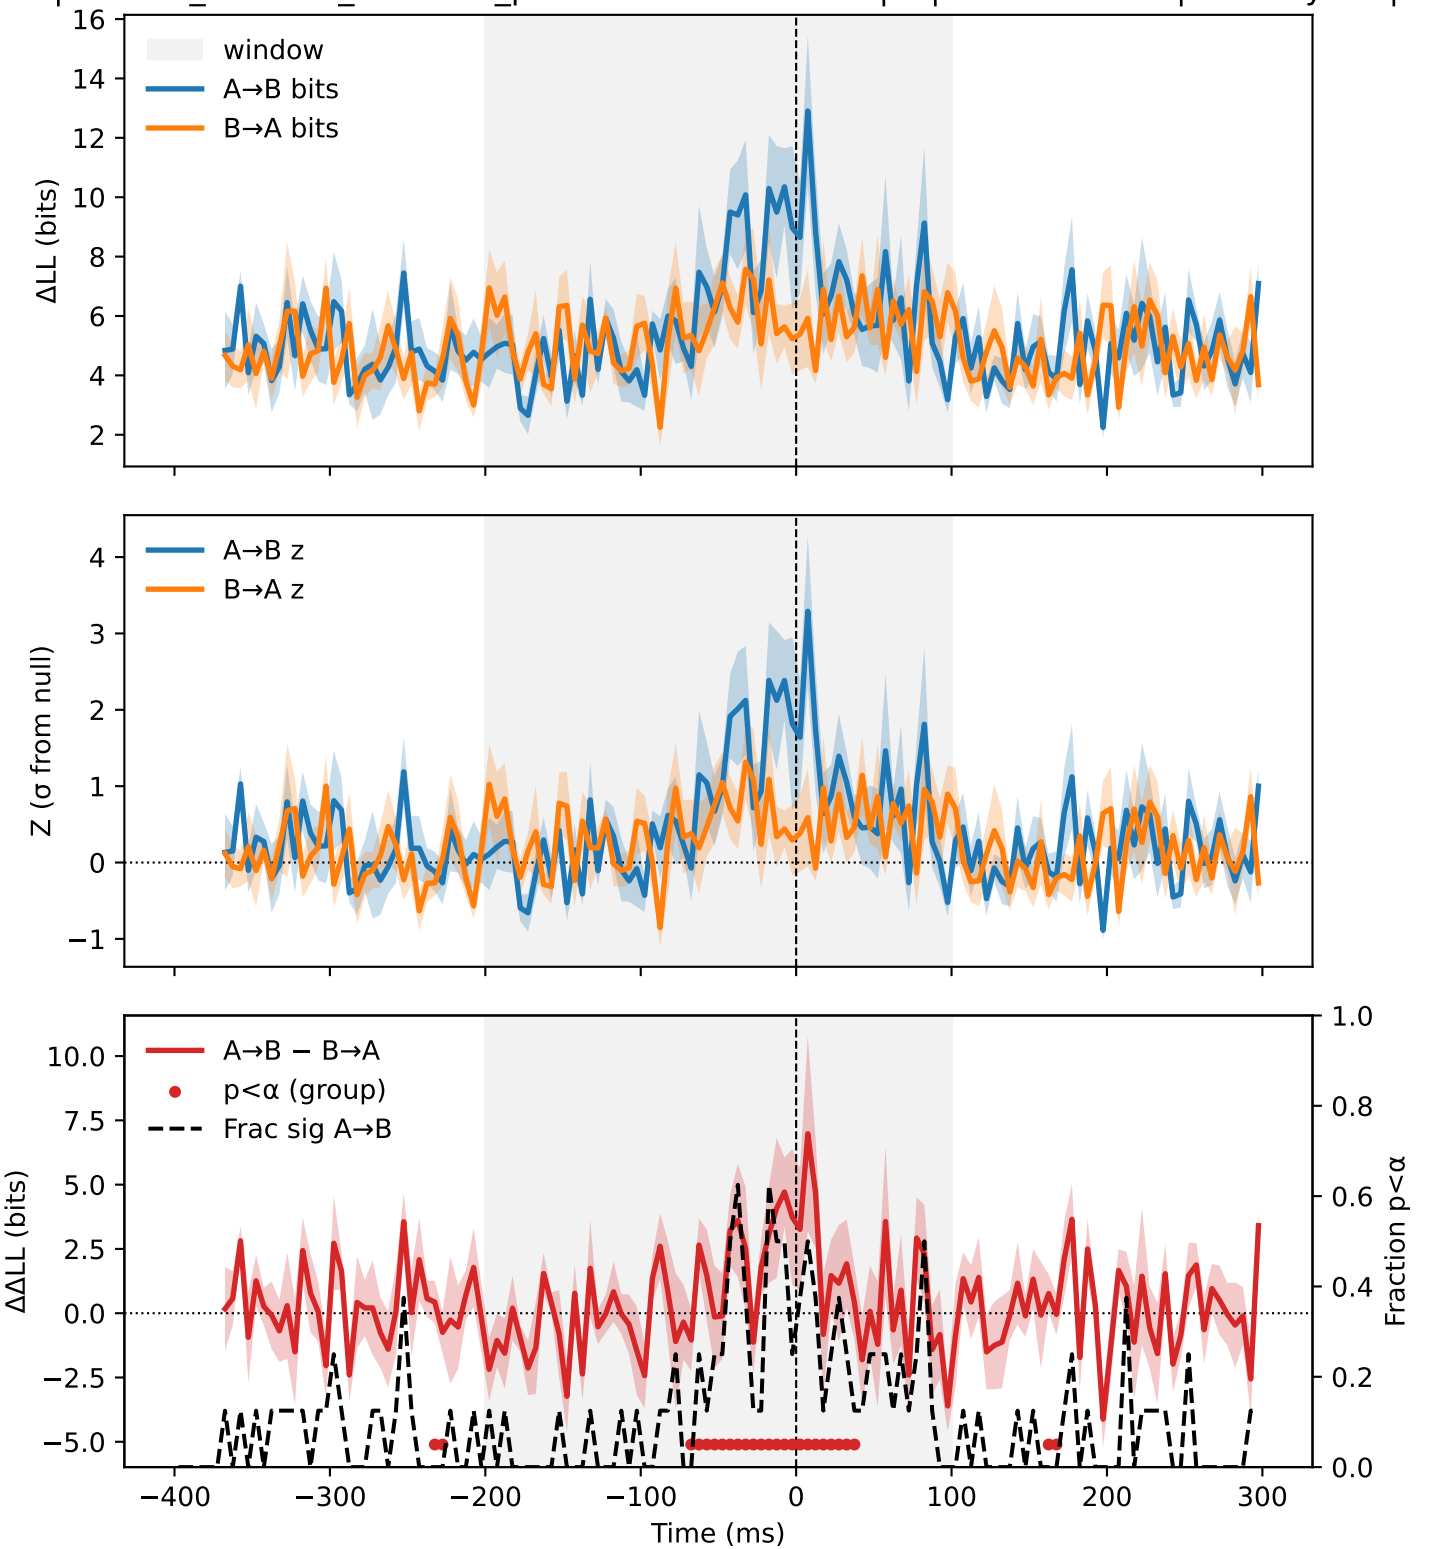 16
14
12
10
8
6
4
2
ΔLL (bits)
window
A→B bits
B→A bits
4
3
2
1
0
−1
Z (σ from null)
A→B z
B→A z
10.0
7.5
5.0
2.5
0.0
−2.5
−5.0
ΔΔLL (bits)
A→B − B→A
p<α (group)
Frac sig A→B
1.0
0.8
0.6
0.4
0.2
0.0
Fraction p<α
−400 −300 −200 −100 0 100 200 300
Time (ms)